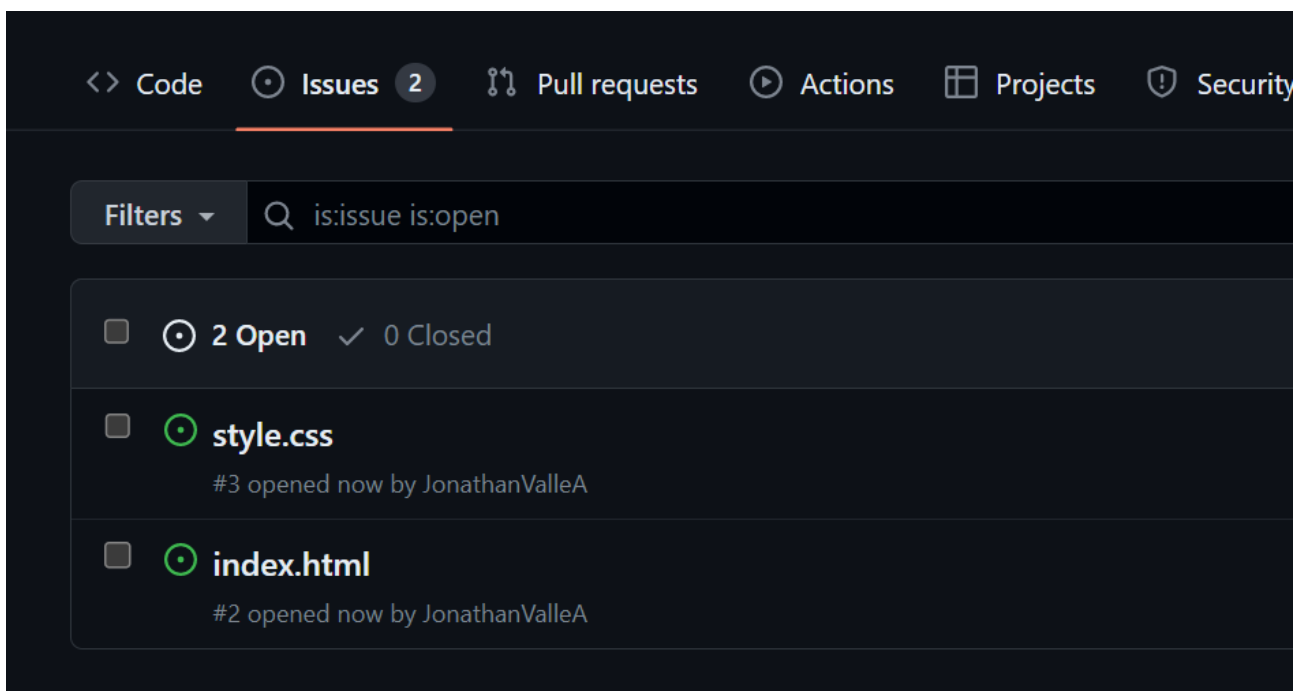 Code Issues 2 Pull requests Actions Projects Security
Filters is:issue is:open
2 Open 0 Closed
style.css
#3 opened now by JonathanValleA
index.html
#2 opened now by JonathanValleA